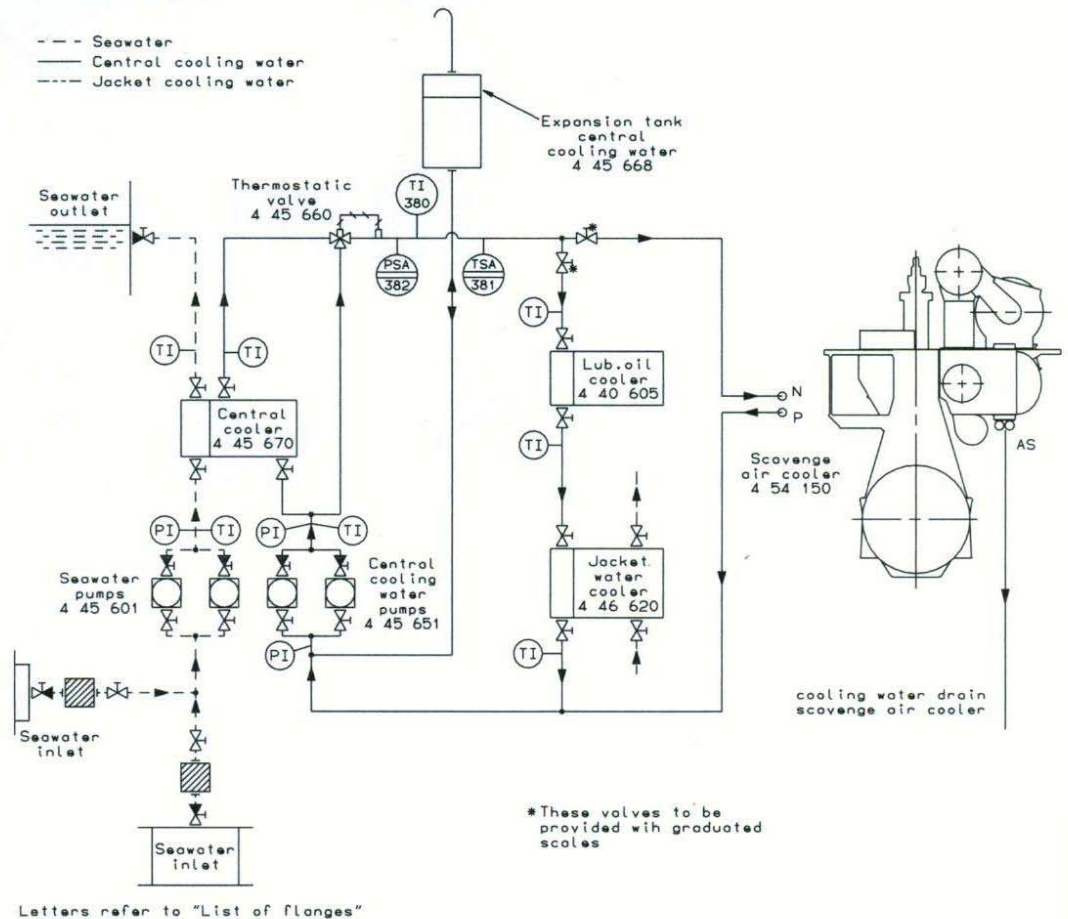 Seawater
Central cooling water
Jacket cooling water
Expansion tank
central
cooling water
4 45 668
Thermostatic
valve
4 45 660
TI
380
Seawater
outlet
PSA
382
TSA
381
*
*
TI
TI
TI
Lub.oil
cooler
4 40 605
N
P
Central
cooler
4 45 670
TI
AS
Scavenge
air cooler
4 54 150
PI
TI
PI
TI
Seawater
pumps
4 45 601
Central
cooling
water
pumps
4 45 651
Jacket
water
cooler
4 46 620
PI
TI
Seawater
inlet
cooling water drain
scavenge air cooler
*These valves to be
provided wih graduated
scales
Seawater
inlet
Letters refer to "List of flanges"